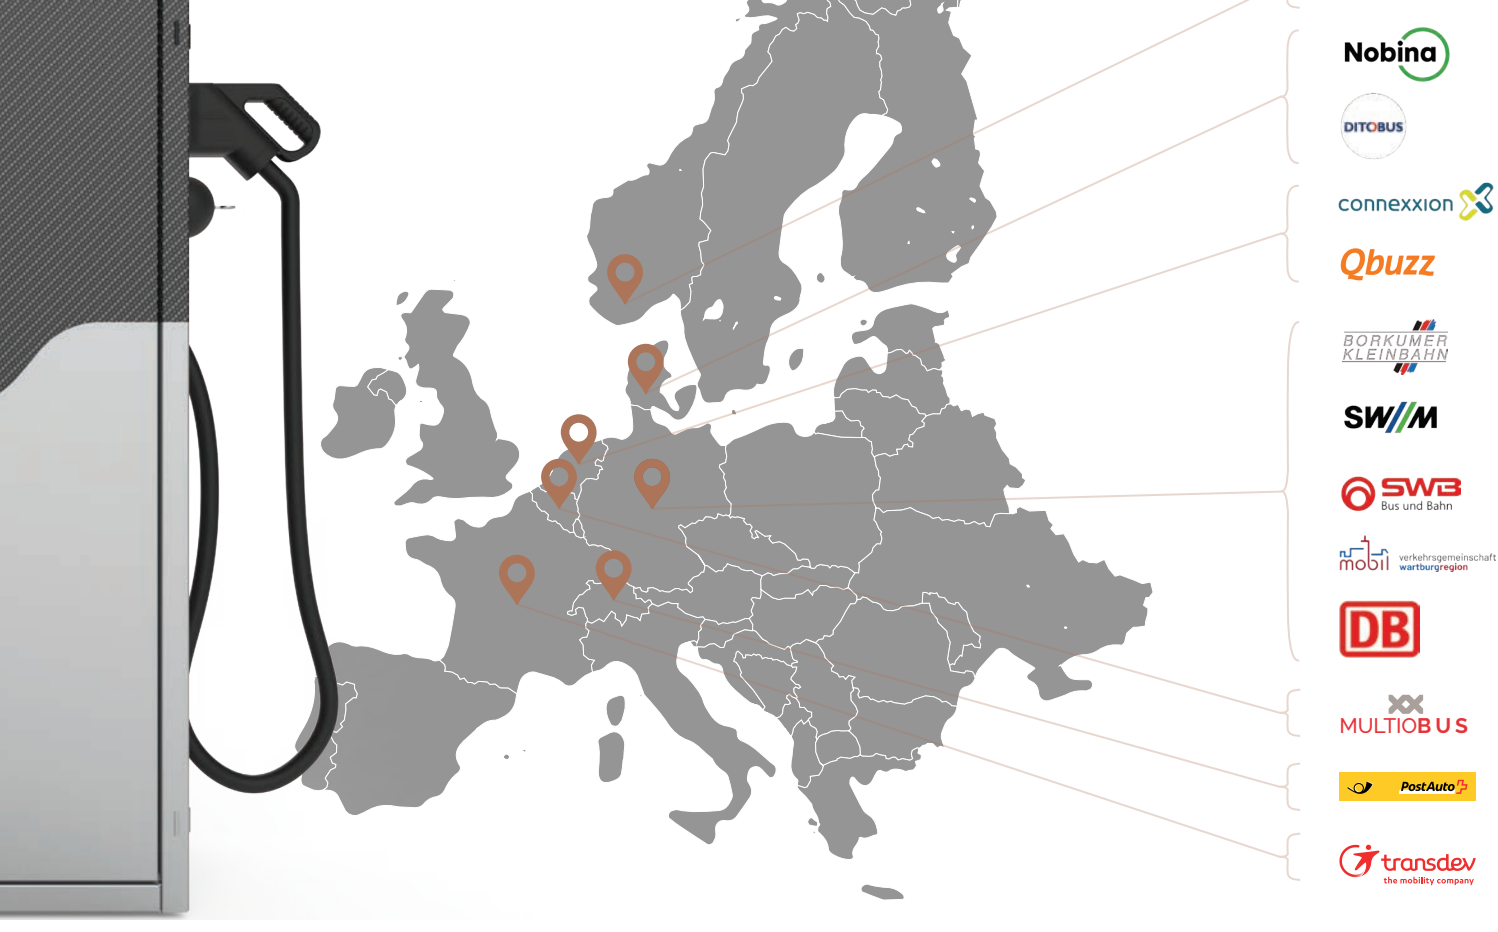 Nobina
DITOBUS
connexxion
Qbuzz
BORKUMER
KLEINBAHN
SW//M
SWB
Bus und Bahn
mobil
verkehrsgemeinschaft
wartburgregion
DB
MULTIOBUS
PostAuto
transdev
the mobility company